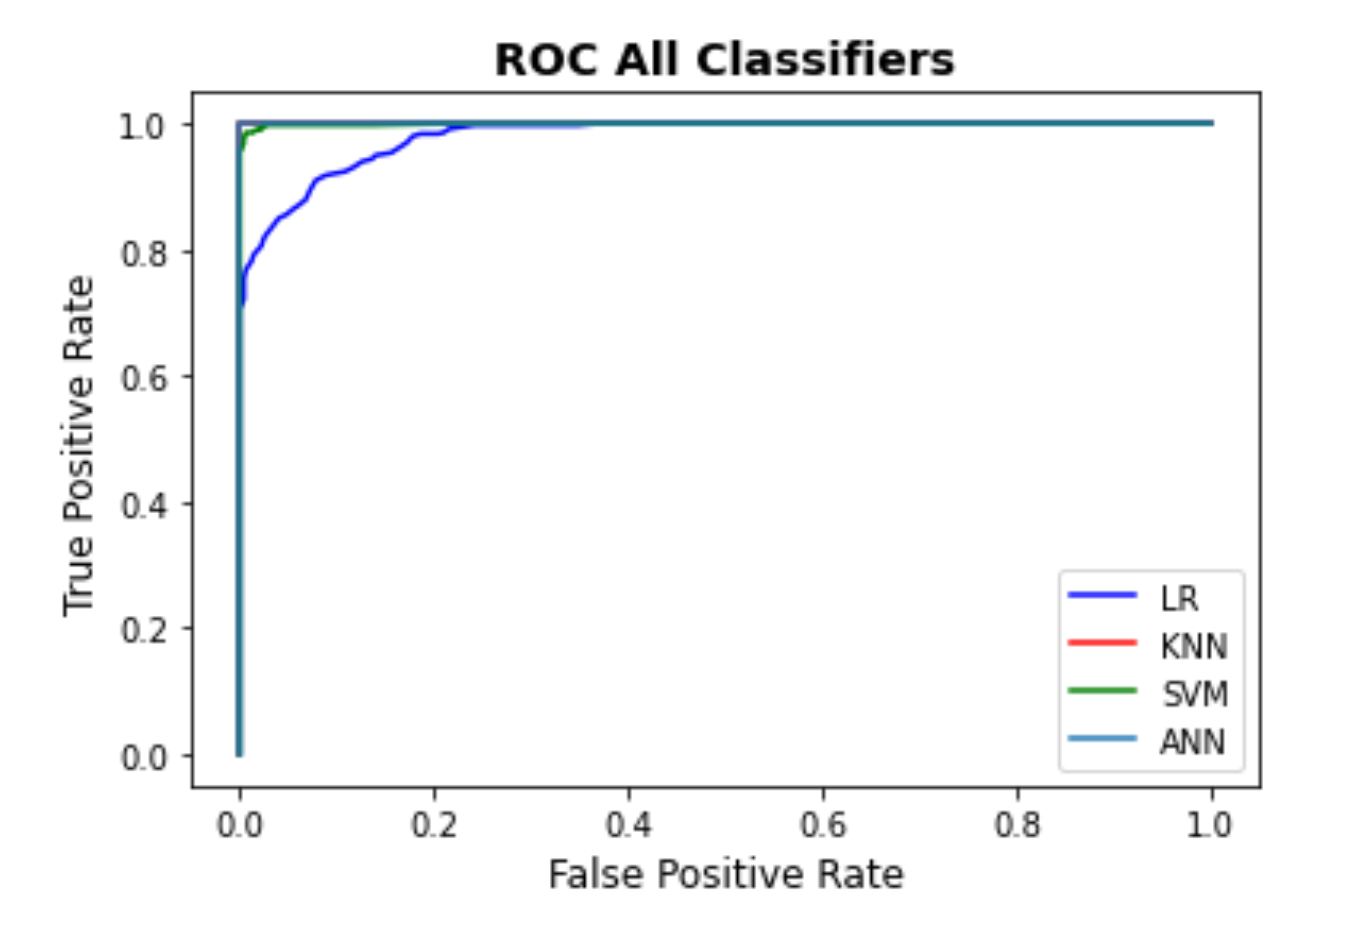 ROC All Classifiers
True Positive Rate
1.0
0.8
0.6
0.4
0.2
0.0
LR
KNN
SVM
ANN
0.0 0.2 0.4 0.6 0.8 1.0
False Positive Rate